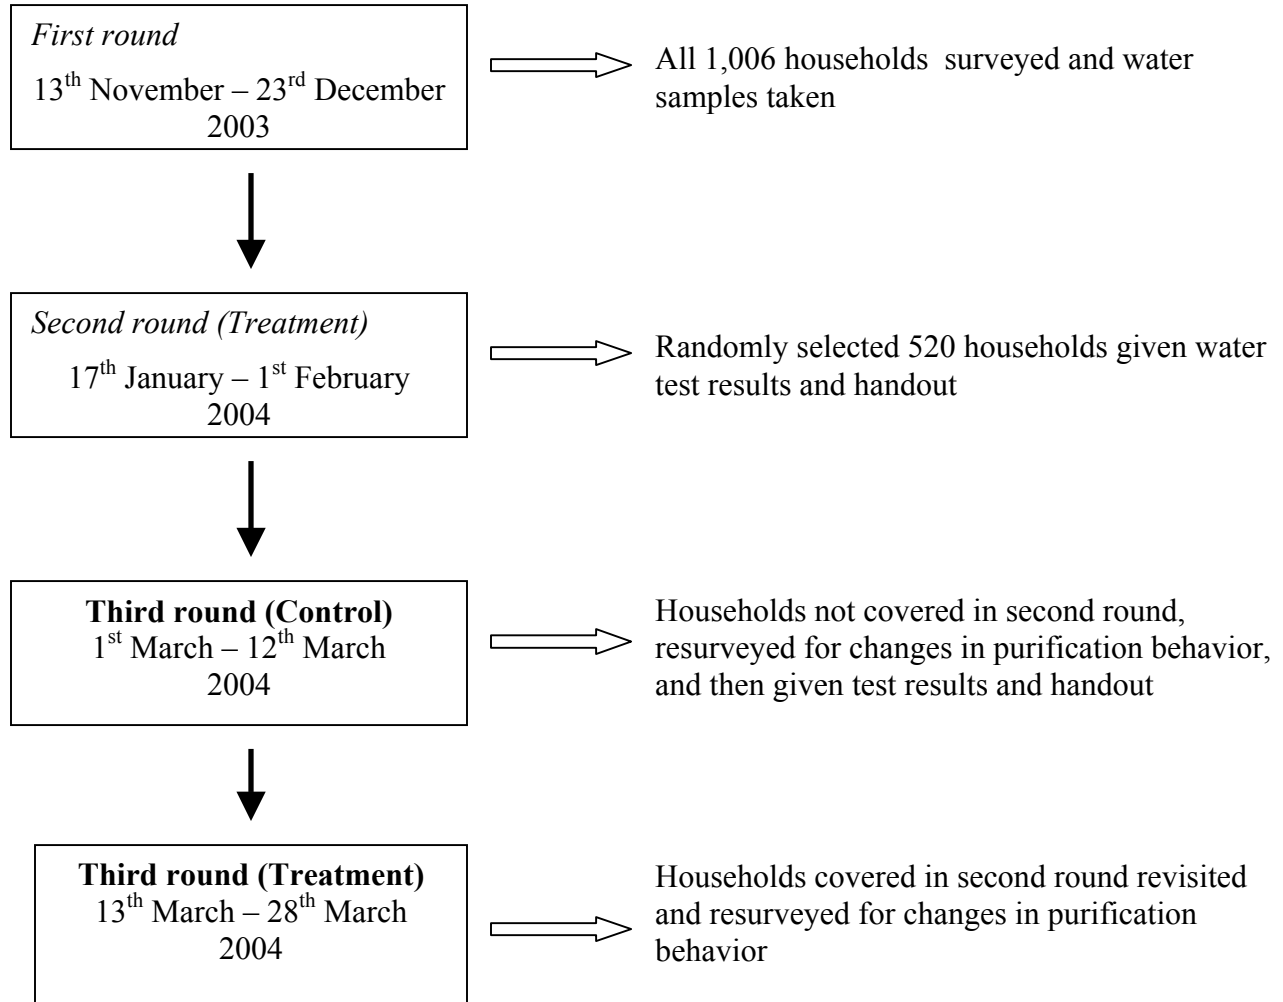 First round
13th November – 23rd December
2003
All 1,006 households surveyed and water
samples taken
Second round (Treatment)
17th January – 1st February
2004
Randomly selected 520 households given water
test results and handout
Third round (Control)
1st March – 12th March
2004
Households not covered in second round,
resurveyed for changes in purification behavior,
and then given test results and handout
Third round (Treatment)
13th March – 28th March
2004
Households covered in second round revisited
and resurveyed for changes in purification
behavior